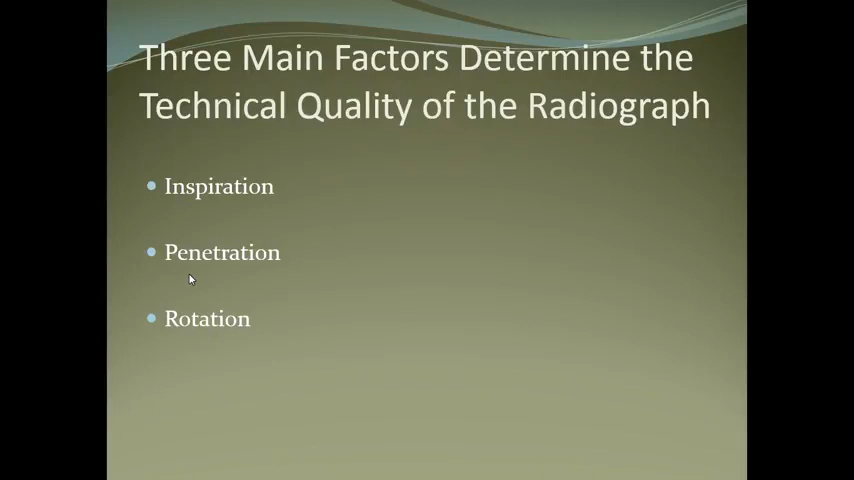 Three Main Factors Determine the
Technical Quality of the Radiograph
Inspiration
Penetration
Rotation